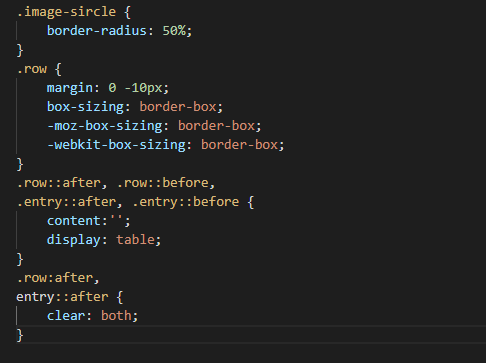 .image-sircle {
    border-radius: 50%;
}
.row {
    margin: 0 -10px;
    box-sizing: border-box;
    -moz-box-sizing: border-box;
    -webkit-box-sizing: border-box;
}
.row::after, .row::before,
.entry::after, .entry::before {
    content:'';
    display: table;
}
.row:after,
entry::after {
    clear: both;
}